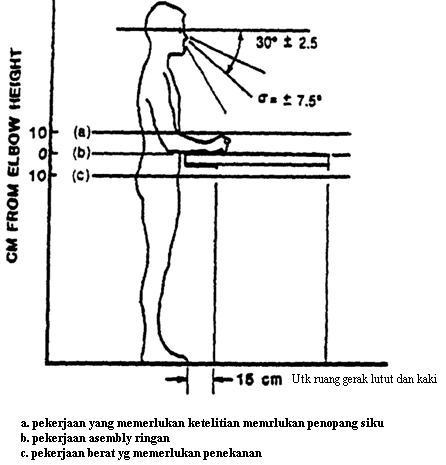 30° ± 2.5
σ = ± 7.5°
CM FROM ELBOW HEIGHT
10 (a)
0 (b)
10 (c)
15 cm Utk ruang gerak lutut dan kaki
a. pekerjaan yang memerlukan ketelitian memrlukan penopang siku
b. pekerjaan asembly ringan
c. pekerjaan berat yg memerlukan penekanan